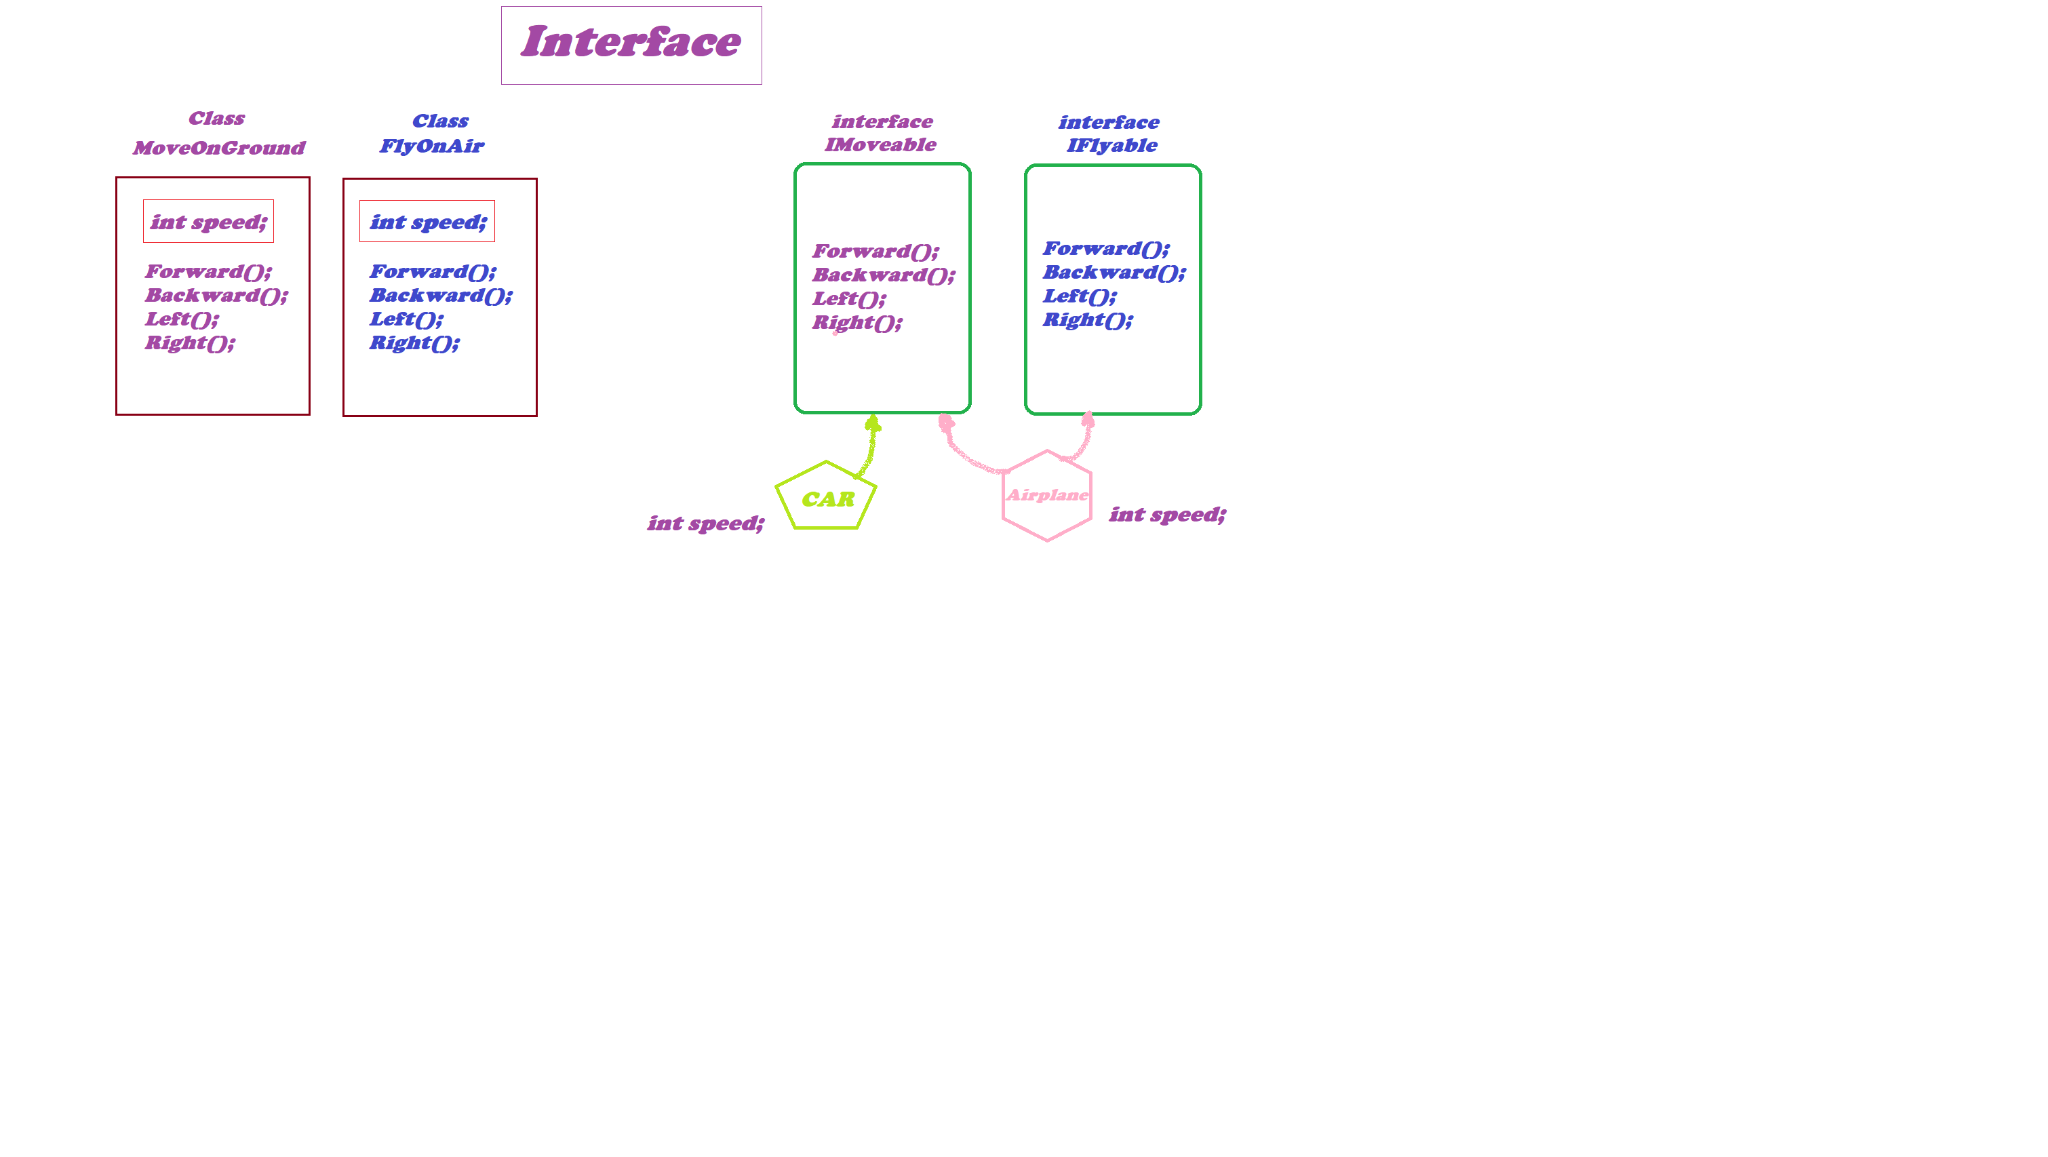 Interface
Class
MoveOnGround
int speed;
Forward();
Backward();
Left();
Right();
Class
FlyOnAir
int speed;
Forward();
Backward();
Left();
Right();
interface
IMoveable
Forward();
Backward();
Left();
Right();
interface
IFlyable
Forward();
Backward();
Left();
Right();
int speed;
CAR
Airplane
int speed;